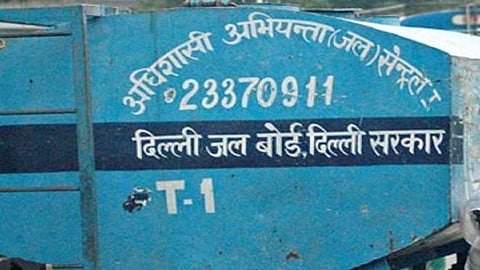 अधिशासी अभियन्ता (जल) सेन्ट्रल-I
23370911
दिल्ली जल बोर्ड, दिल्ली सरकार
T-1